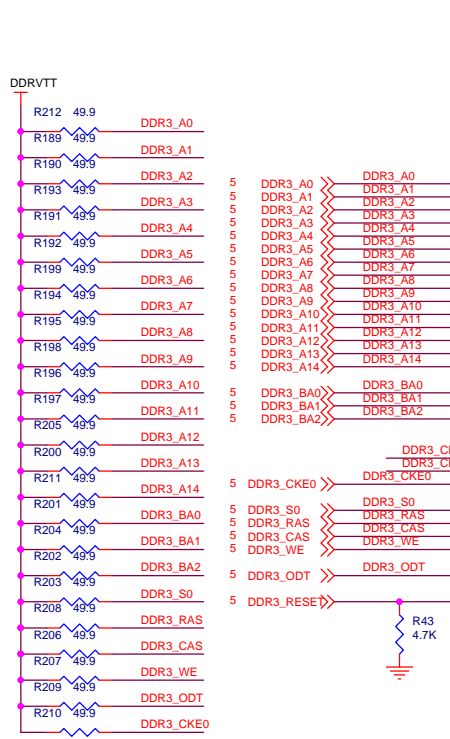 DDRVTT
R212 49.9
DDR3_A0
R189 49.9
DDR3_A1
R190 49.9
DDR3_A2
R193 49.9
DDR3_A3
R191 49.9
DDR3_A4
R192 49.9
DDR3_A5
R199 49.9
DDR3_A6
R194 49.9
DDR3_A7
R195 49.9
DDR3_A8
R198 49.9
DDR3_A9
R196 49.9
DDR3_A10
R197 49.9
DDR3_A11
R205 49.9
DDR3_A12
R200 49.9
DDR3_A13
R211 49.9
DDR3_A14
R201 49.9
DDR3_BA0
R204 49.9
DDR3_BA1
R202 49.9
DDR3_BA2
R203 49.9
DDR3_S0
R208 49.9
DDR3_RAS
R206 49.9
DDR3_CAS
R207 49.9
DDR3_WE
R209 49.9
DDR3_ODT
R210 49.9
DDR3_CKE0
5 DDR3_A0 DDR3_A0
5 DDR3_A1 DDR3_A1
5 DDR3_A2 DDR3_A2
5 DDR3_A3 DDR3_A3
5 DDR3_A4 DDR3_A4
5 DDR3_A5 DDR3_A5
5 DDR3_A6 DDR3_A6
5 DDR3_A7 DDR3_A7
5 DDR3_A8 DDR3_A8
5 DDR3_A9 DDR3_A9
5 DDR3_A10 DDR3_A10
5 DDR3_A11 DDR3_A11
5 DDR3_A12 DDR3_A12
5 DDR3_A13 DDR3_A13
5 DDR3_A14 DDR3_A14
5 DDR3_BA0 DDR3_BA0
5 DDR3_BA1 DDR3_BA1
5 DDR3_BA2 DDR3_BA2
5 DDR3_CKE0 DDR3_CKE0
5 DDR3_S0 DDR3_S0
5 DDR3_RAS DDR3_RAS
5 DDR3_CAS DDR3_CAS
5 DDR3_WE DDR3_WE
5 DDR3_ODT DDR3_ODT
5 DDR3_RESET
R43
4.7K